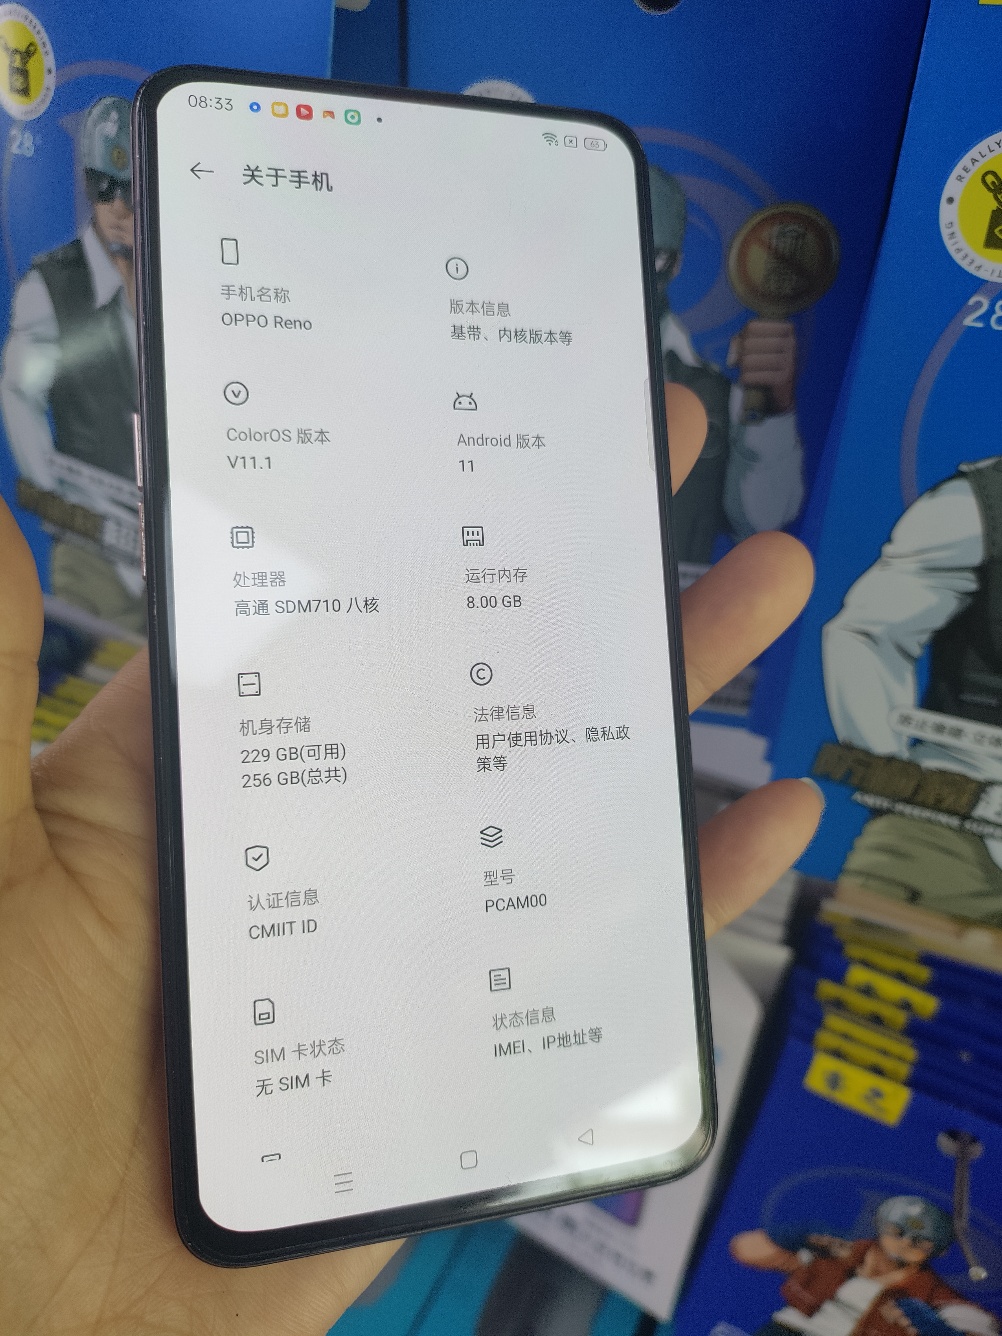 08:33
65
关于手机
手机名称
OPPO Reno
版本信息
基带、内核版本等
ColorOS 版本
V11.1
Android 版本
11
处理器
高通 SDM710 八核
运行内存
8.00 GB
机身存储
229 GB(可用)
256 GB(总共)
法律信息
用户使用协议、隐私政
策等
认证信息
CMIIT ID
型号
PCAM00
SIM 卡状态
无 SIM 卡
状态信息
IMEI、IP地址等
REALLY
28
28